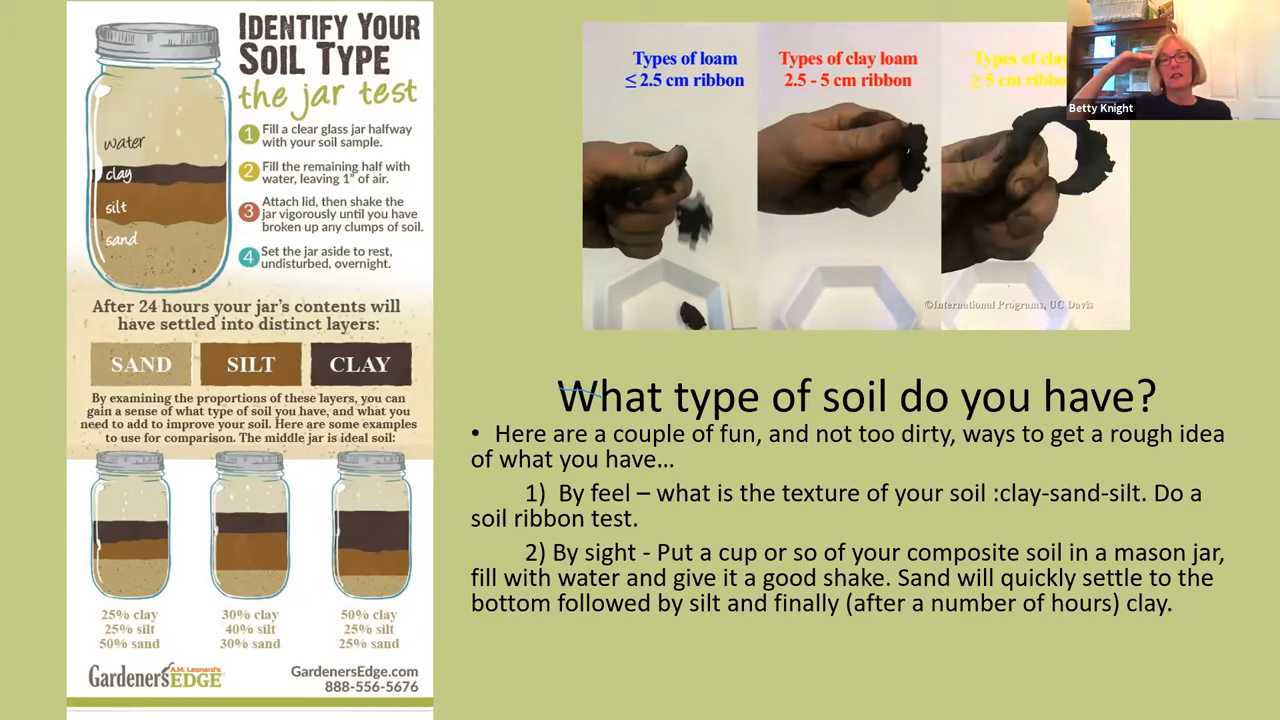 IDENTIFY YOUR
SOIL TYPE
the jar test
1 Fill a clear glass jar halfway
with your soil sample.
2 Fill the remaining half with
water, leaving 1" of air.
3 Attach lid, then shake the
jar vigorously until you have
broken up any clumps of soil.
4 Set the jar aside to rest,
undisturbed, overnight.
water
clay
silt
sand
After 24 hours your jar's contents will
have settled into distinct layers:
SAND SILT CLAY
By examining the proportions of these layers, you can
gain a sense of what type of soil you have, and what you
need to add to improve your soil. Here are some examples
to use for comparison. The middle jar is ideal soil:
25% clay
25% silt
50% sand
30% clay
40% silt
30% sand
50% clay
25% silt
25% sand
A.M. Leonard's
Gardener's EDGE
GardenersEdge.com
888-556-5676
Types of loam
≤ 2.5 cm ribbon
Types of clay loam
2.5 - 5 cm ribbon
Types of clay
≥ 5 cm ribbo
Betty Knight
©International Programs, UC Davis
What type of soil do you have?
• Here are a couple of fun, and not too dirty, ways to get a rough idea
of what you have…
1) By feel – what is the texture of your soil :clay-sand-silt. Do a
soil ribbon test.
2) By sight - Put a cup or so of your composite soil in a mason jar,
fill with water and give it a good shake. Sand will quickly settle to the
bottom followed by silt and finally (after a number of hours) clay.